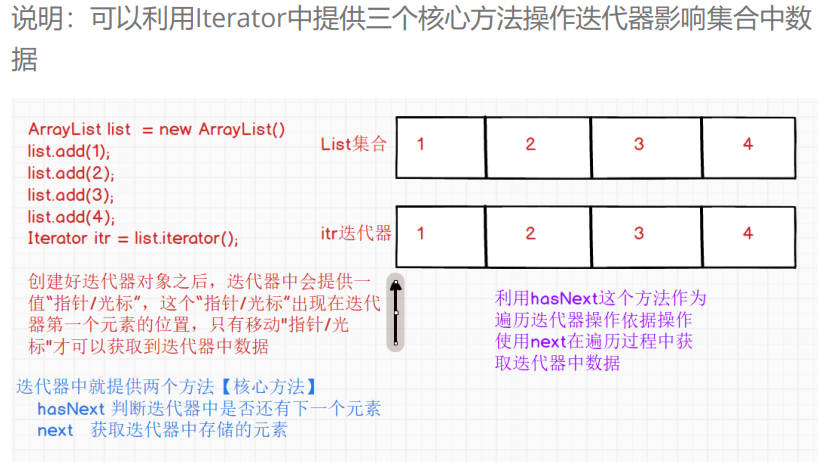 说明：可以利用Iterator中提供三个核心方法操作迭代器影响集合中数
据
ArrayList list = new ArrayList()
list.add(1);
list.add(2);
list.add(3);
list.add(4);
Iterator itr = list.iterator();
List集合 1 2 3 4
itr迭代器 1 2 3 4
创建好迭代器对象之后，迭代器中会提供一
值“指针/光标”，这个“指针/光标”出现在迭代
器第一个元素的位置，只有移动"指针/光
标"才可以获取到迭代器中数据
利用hasNext这个方法作为
遍历迭代器操作依据操作
使用next在遍历过程中获
取迭代器中数据
迭代器中就提供两个方法【核心方法】
hasNext 判断迭代器中是否还有下一个元素
next 获取迭代器中存储的元素